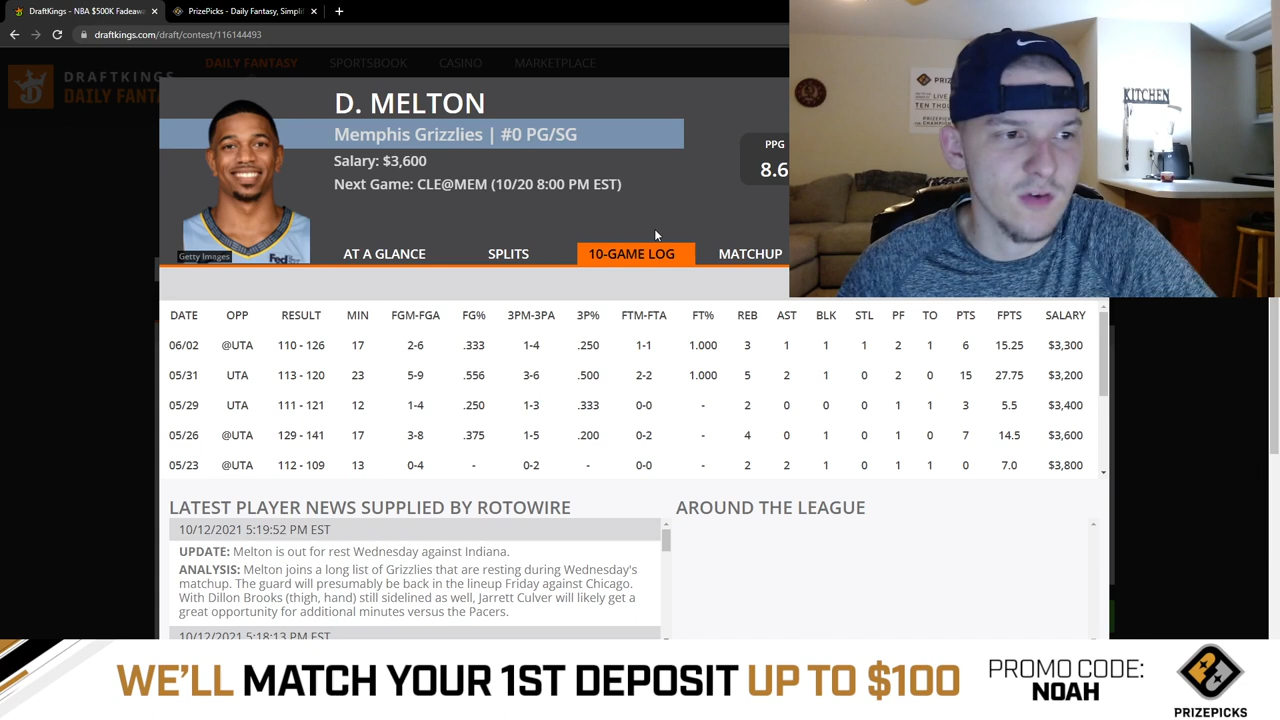 DraftKings - NBA $500K Fadeaw
PrizePicks - Daily Fantasy, Simpli
draftkings.com/draft/contest/116144493
DRAFTKINGS
DAILY FANTASY
SPORTSBOOK
CASINO
MARKETPLACE
DAILY FANTA
D. MELTON
Memphis Grizzlies | #0 PG/SG
Salary: $3,600
Next Game: CLE@MEM (10/20 8:00 PM EST)
PPG
8.6
Getty Images
FedEx
AT A GLANCE
SPLITS
10-GAME LOG
MATCHUP
DATE OPP RESULT MIN FGM-FGA FG% 3PM-3PA 3P% FTM-FTA FT% REB AST BLK STL PF TO PTS FPTS SALARY
06/02 @UTA 110 - 126 17 2-6 .333 1-4 .250 1-1 1.000 3 1 1 1 2 1 6 15.25 $3,300
05/31 UTA 113 - 120 23 5-9 .556 3-6 .500 2-2 1.000 5 2 1 0 2 0 15 27.75 $3,200
05/29 UTA 111 - 121 12 1-4 .250 1-3 .333 0-0 - 2 0 0 0 1 1 3 5.5 $3,400
05/26 @UTA 129 - 141 17 3-8 .375 1-5 .200 0-2 - 4 0 1 0 1 0 7 14.5 $3,600
05/23 @UTA 112 - 109 13 0-4 - 0-2 - 0-0 - 2 2 1 0 1 1 0 7.0 $3,800
LATEST PLAYER NEWS SUPPLIED BY ROTOWIRE
AROUND THE LEAGUE
10/12/2021 5:19:52 PM EST
UPDATE: Melton is out for rest Wednesday against Indiana.
ANALYSIS: Melton joins a long list of Grizzlies that are resting during Wednesday's
matchup. The guard will presumably be back in the lineup Friday against Chicago.
With Dillon Brooks (thigh, hand) still sidelined as well, Jarrett Culver will likely get a
great opportunity for additional minutes versus the Pacers.
10/12/2021 5:18:13 PM EST
KITCHEN
WE'LL MATCH YOUR 1ST DEPOSIT UP TO $100
PROMO CODE:
NOAH
PRIZEPICKS